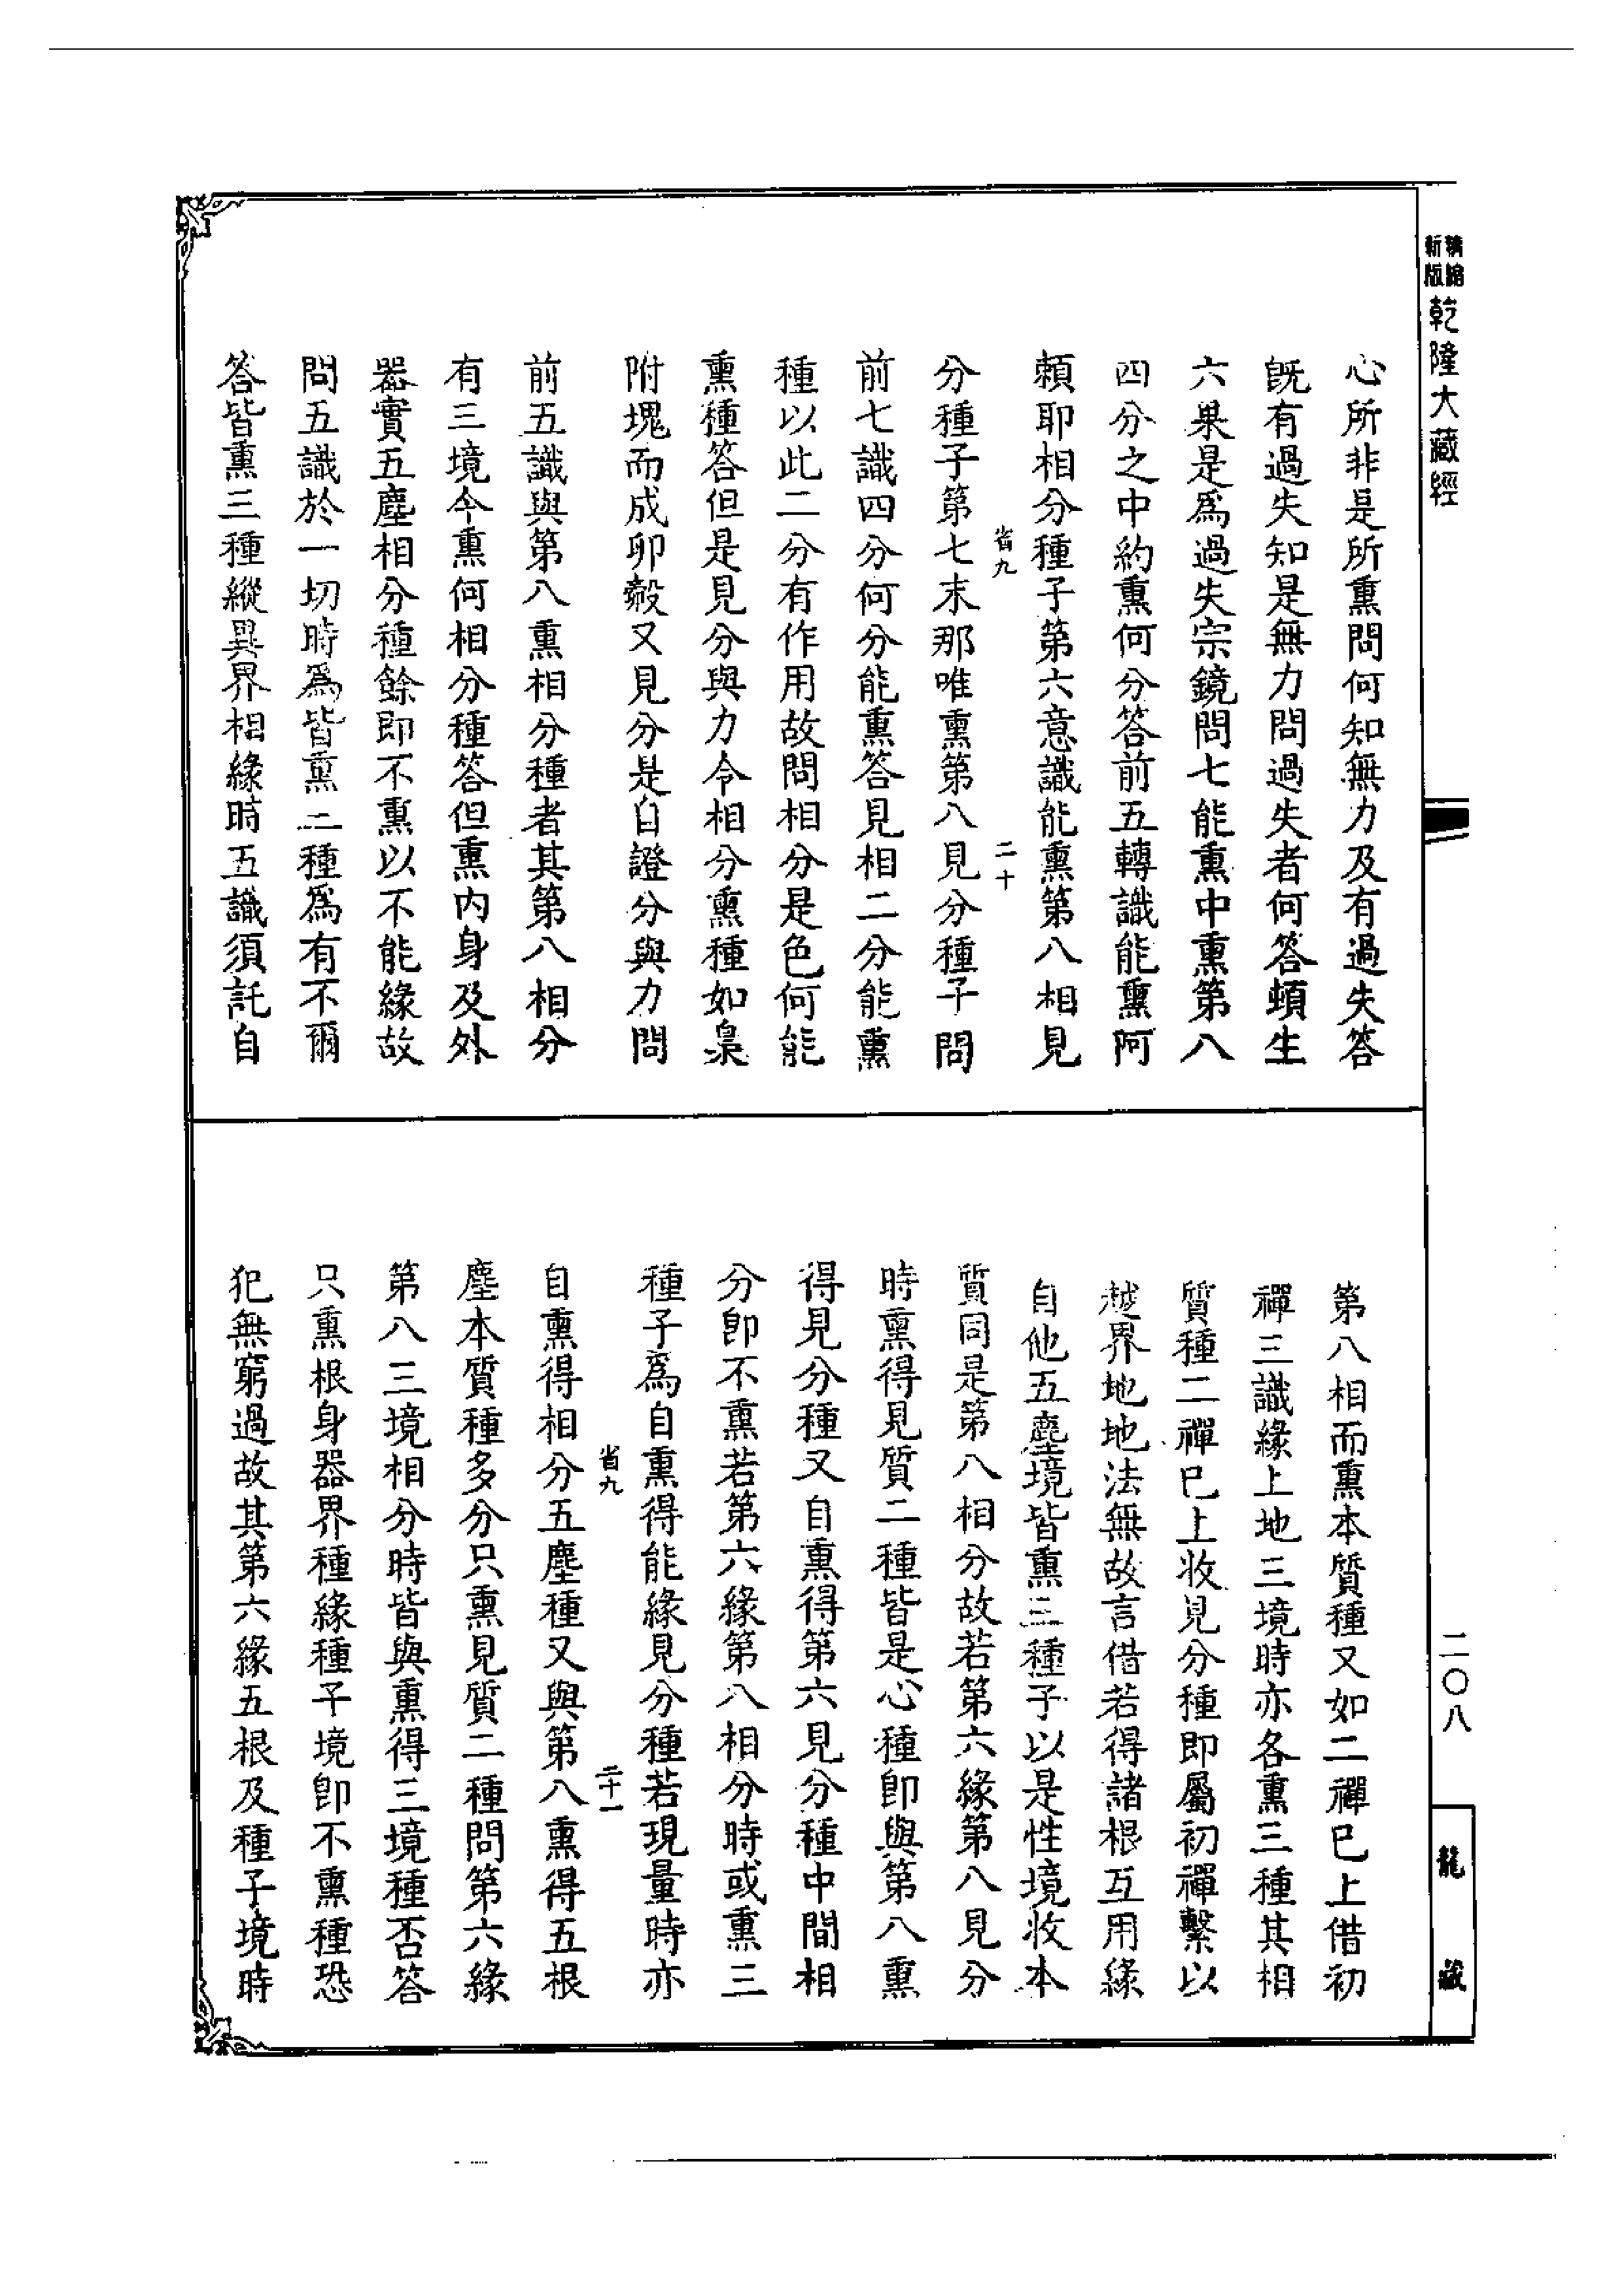 精縮新版
乾隆大藏經
心所非是所熏問何知無力及有過失答
既有過失知是無力問過失者何答頓生
六果是爲過失宗鏡問七能熏中熏第八
四分之中約熏何分答前五轉識能熏阿
賴耶相分種子第六意識能熏第八相見
省九 二十
分種子第七末那唯熏第八見分種子問
前七識四分何分能熏答見相二分能熏
種以此二分有作用故問相分是色何能
熏種答但是見分與力令相分熏種如梟
附塊而成卵㲉又見分是自證分與力問
前五識與第八熏相分種者其第八相分
有三境今熏何相分種答但熏內身及外
器實五塵相分種餘即不熏以不能緣故
問五識於一切時爲皆熏二種爲有不爾
答皆熏三種縱異界相緣時五識須託自
二〇八
龍藏
第八相而熏本質種又如二禪巳上借初
禪三識緣上地三境時亦各熏三種其相
質種二禪巳上收見分種即屬初禪繫以
越界地地法無故言借若得諸根互用緣
自他五塵境皆熏三種子以是性境收本
質同是第八相分故若第六緣第八見分
時熏得見質二種皆是心種卽與第八熏
得見分種又自熏得第六見分種中間相
分卽不熏若第六緣第八相分時或熏三
種子爲自熏得能緣見分種若現量時亦
省九 二十一
自熏得相分五塵種又與第八熏得五根
塵本質種多分只熏見質二種問第六緣
第八三境相分時皆與熏得三境種否答
只熏根身器界種緣種子境卽不熏種恐
犯無窮過故其第六緣五根及種子境時